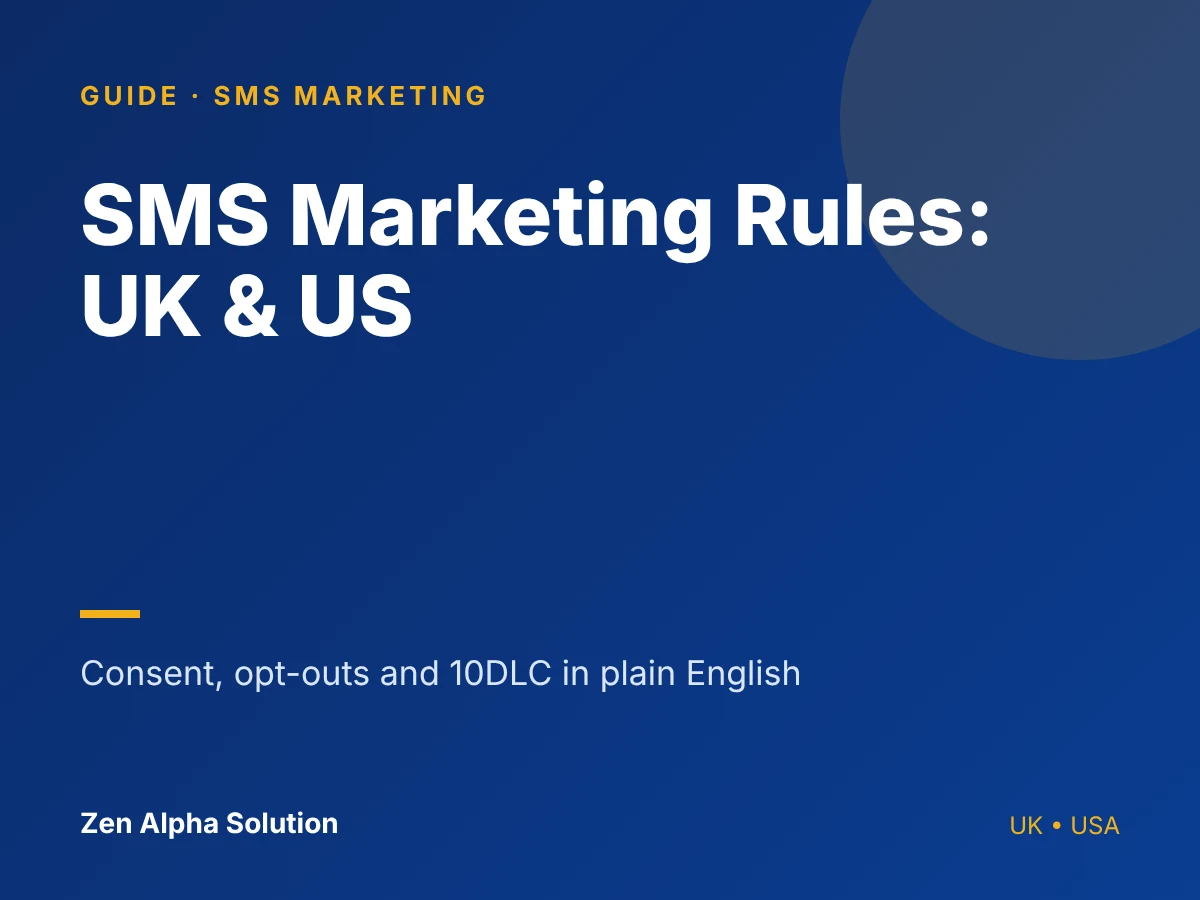 GUIDE · SMS MARKETING
SMS Marketing Rules:
UK & US
Consent, opt-outs and 10DLC in plain English
Zen Alpha Solution
UK • USA